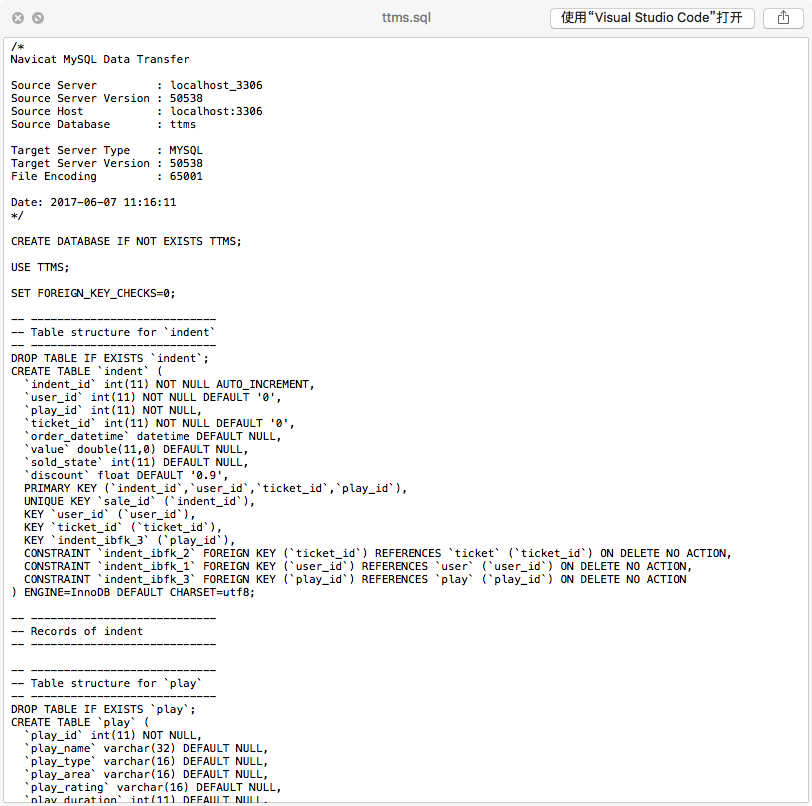 ttms.sql
使用“Visual Studio Code”打开
/*
Navicat MySQL Data Transfer

Source Server         : localhost_3306
Source Server Version : 50538
Source Host           : localhost:3306
Source Database       : ttms

Target Server Type    : MYSQL
Target Server Version : 50538
File Encoding         : 65001

Date: 2017-06-07 11:16:11
*/

CREATE DATABASE IF NOT EXISTS TTMS;

USE TTMS;

SET FOREIGN_KEY_CHECKS=0;

-- ----------------------------
-- Table structure for `indent`
-- ----------------------------
DROP TABLE IF EXISTS `indent`;
CREATE TABLE `indent` (
  `indent_id` int(11) NOT NULL AUTO_INCREMENT,
  `user_id` int(11) NOT NULL DEFAULT '0',
  `play_id` int(11) NOT NULL,
  `ticket_id` int(11) NOT NULL DEFAULT '0',
  `order_datetime` datetime DEFAULT NULL,
  `value` double(11,0) DEFAULT NULL,
  `sold_state` int(11) DEFAULT NULL,
  `discount` float DEFAULT '0.9',
  PRIMARY KEY (`indent_id`,`user_id`,`ticket_id`,`play_id`),
  UNIQUE KEY `sale_id` (`indent_id`),
  KEY `user_id` (`user_id`),
  KEY `ticket_id` (`ticket_id`),
  KEY `indent_ibfk_3` (`play_id`),
  CONSTRAINT `indent_ibfk_2` FOREIGN KEY (`ticket_id`) REFERENCES `ticket` (`ticket_id`) ON DELETE NO ACTION,
  CONSTRAINT `indent_ibfk_1` FOREIGN KEY (`user_id`) REFERENCES `user` (`user_id`) ON DELETE NO ACTION,
  CONSTRAINT `indent_ibfk_3` FOREIGN KEY (`play_id`) REFERENCES `play` (`play_id`) ON DELETE NO ACTION
) ENGINE=InnoDB DEFAULT CHARSET=utf8;

-- ----------------------------
-- Records of indent
-- ----------------------------

-- ----------------------------
-- Table structure for `play`
-- ----------------------------
DROP TABLE IF EXISTS `play`;
CREATE TABLE `play` (
  `play_id` int(11) NOT NULL,
  `play_name` varchar(32) DEFAULT NULL,
  `play_type` varchar(16) DEFAULT NULL,
  `play_area` varchar(16) DEFAULT NULL,
  `play_rating` varchar(16) DEFAULT NULL,
  `play_duration` int(11) DEFAULT NULL,